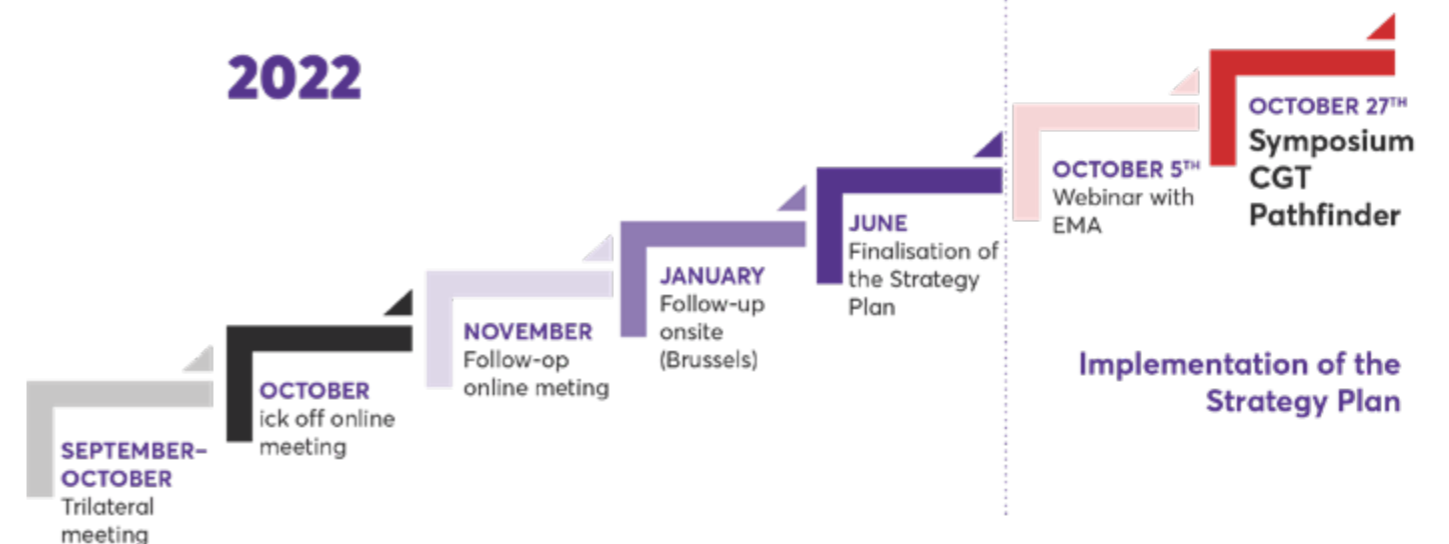 2022
SEPTEMBER–
OCTOBER
Trilateral
meeting
OCTOBER
ick off online
meeting
NOVEMBER
Follow-op
online meting
JANUARY
Follow-up
onsite
(Brussels)
JUNE
Finalisation of
the Strategy
Plan
OCTOBER 5TH
Webinar with
EMA
OCTOBER 27TH
Symposium
CGT
Pathfinder
Implementation of the
Strategy Plan